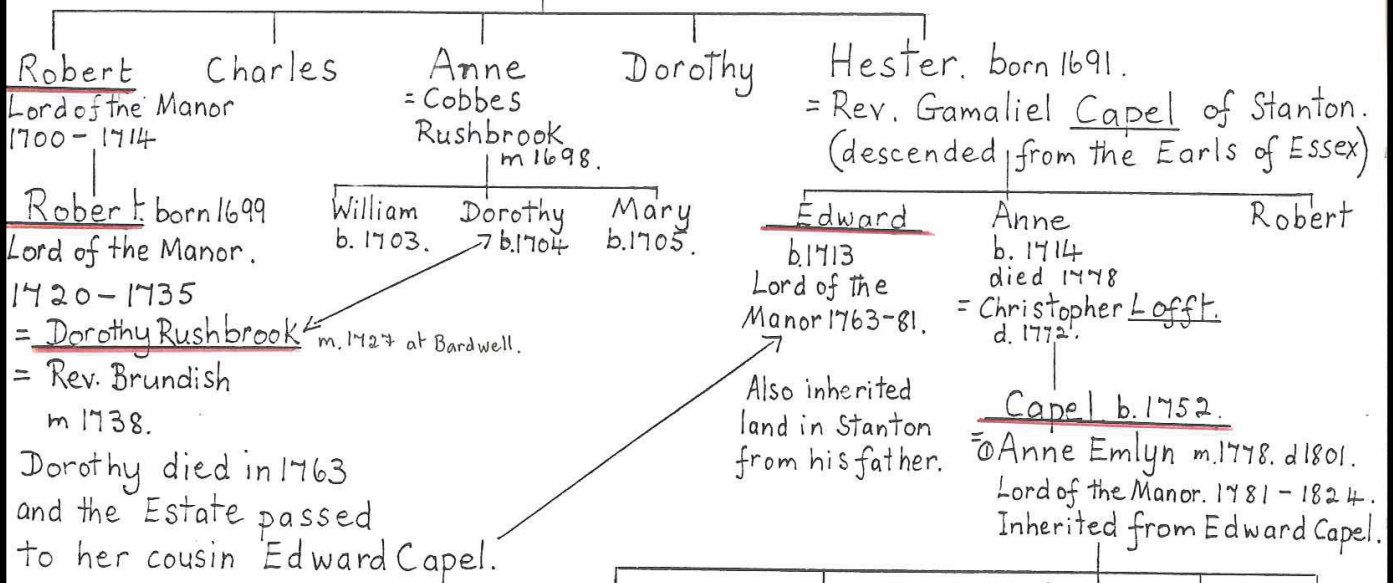 Robert
Lord of the Manor
1700 - 1714
Charles
Anne
= Cobbes
Rushbrook
m 1698.
Dorothy
Hester. born 1691.
= Rev. Gamaliel Capel of Stanton.
(descended from the Earls of Essex)
Robert born 1699
Lord of the Manor.
1720 - 1735
= Dorothy Rushbrook m. 1727 at Bardwell.
= Rev. Brundish
m 1738.
Dorothy died in 1763
and the Estate passed
to her cousin Edward Capel.
William
b. 1703.
Dorothy
b.1704
Mary
b.1705.
Edward
b.1713
Lord of the
Manor 1763-81.
Also inherited
land in Stanton
from his father.
Anne
b. 1714
died 1778
= Christopher Lofft.
d. 1772.
Robert
Capel b. 1752.
= ① Anne Emlyn m.1778. d 1801.
Lord of the Manor. 1781 - 1824.
Inherited from Edward Capel.